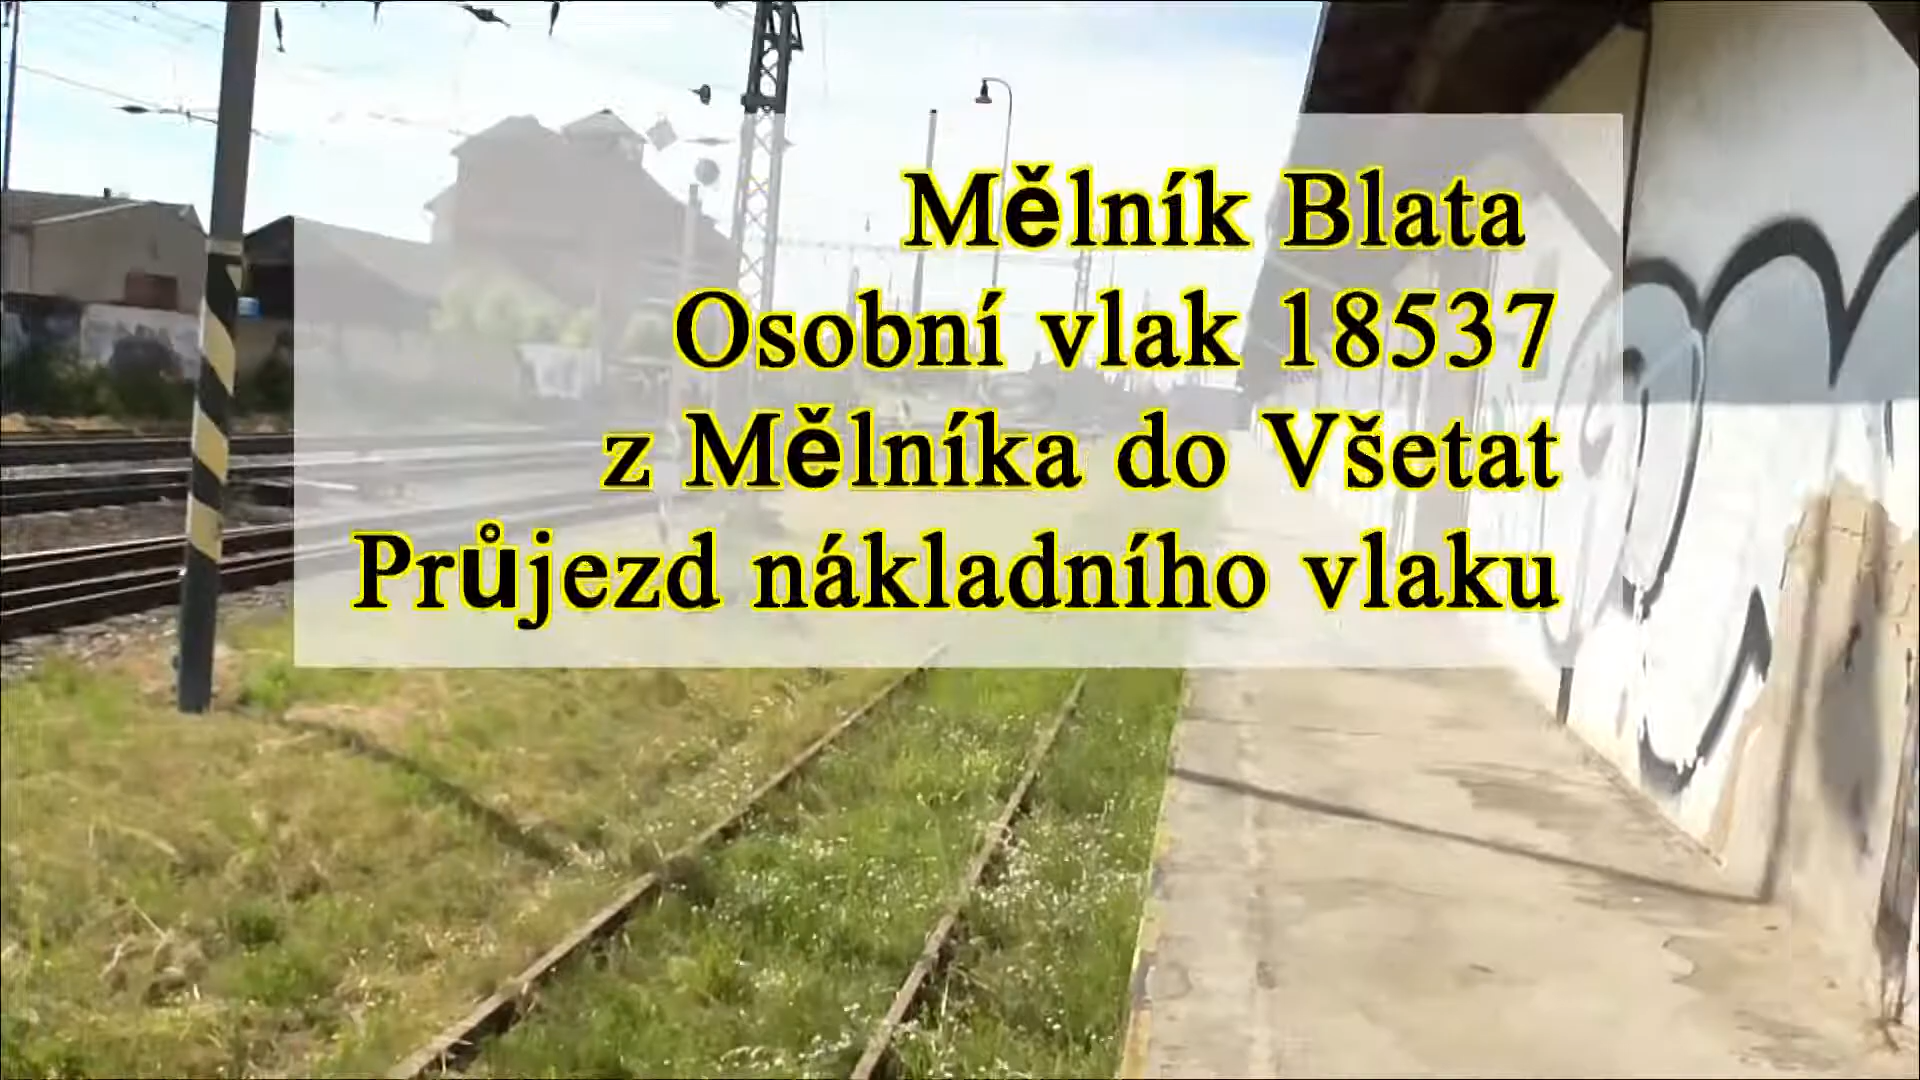 Mělník Blata
Osobní vlak 18537
z Mělníka do Všetat
Průjezd nákladního vlaku